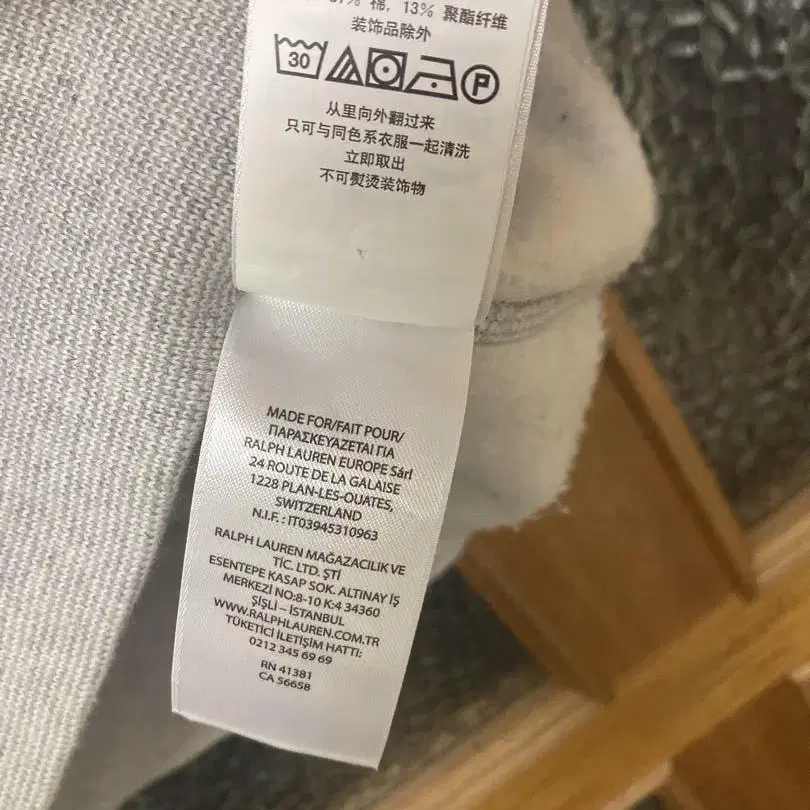 棉, 13% 聚酯纤维
装饰品除外
30
P
从里向外翻过来
只可与同色系衣服一起清洗
立即取出
不可熨烫装饰物
MADE FOR/FAIT POUR/
ΠΑΡΑΣΚΕΥΑΖΕΤΑΙ ΓΙΑ
RALPH LAUREN EUROPE Sárl
24 ROUTE DE LA GALAISE
1228 PLAN-LES-OUATES,
SWITZERLAND
N.I.F. : IT03945310963
RALPH LAUREN MAĞAZACILIK VE
TİC. LTD. ŞTİ
ESENTEPE KASAP SOK. ALTINAY İŞ
MERKEZİ NO:8-10 K:4 34360
ŞİŞLİ – İSTANBUL
WWW.RALPHLAUREN.COM.TR
TÜKETİCİ İLETİŞİM HATTI:
0212 345 69 69
RN 41381
CA 56658